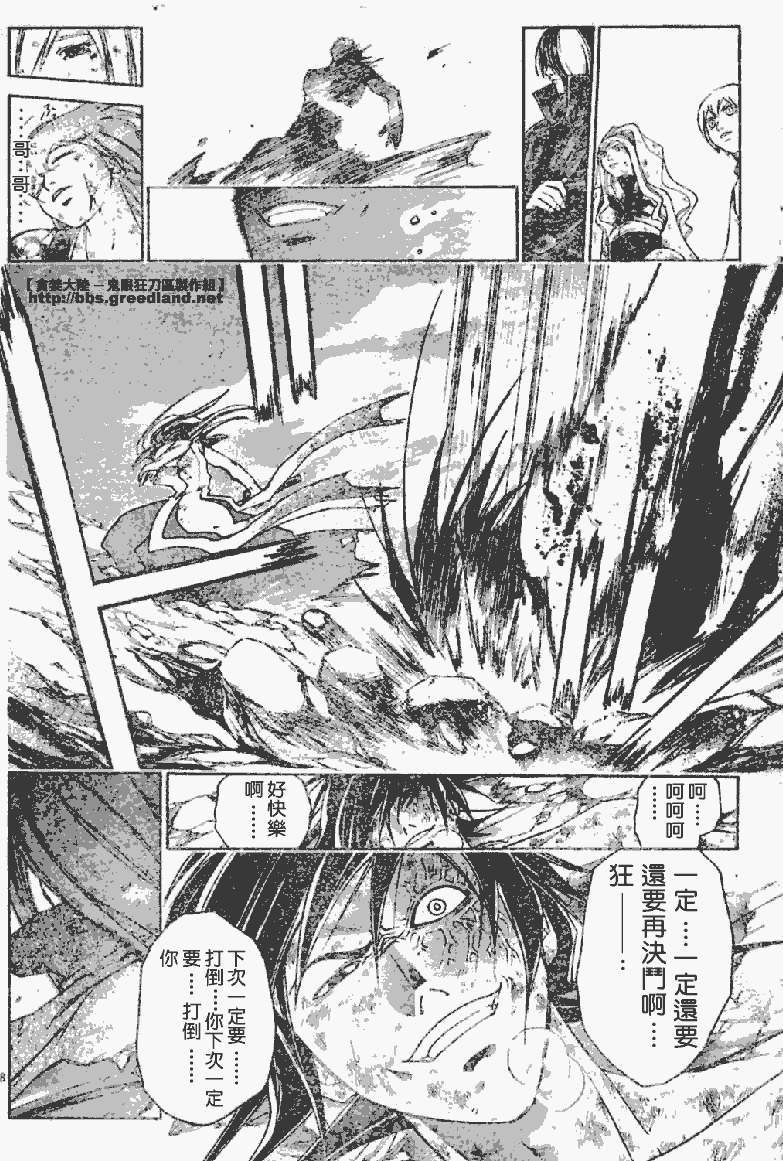 ……哥…哥……
【貪婪大陸－鬼眼狂刀區製作組】
http://bbs.greedland.net
呵…
……呵呵呵
好快樂
啊……
一定…一定還要
還要再決鬥啊…
狂——…
下次一定要……
打倒…你下次一定
要…打倒……
你
8